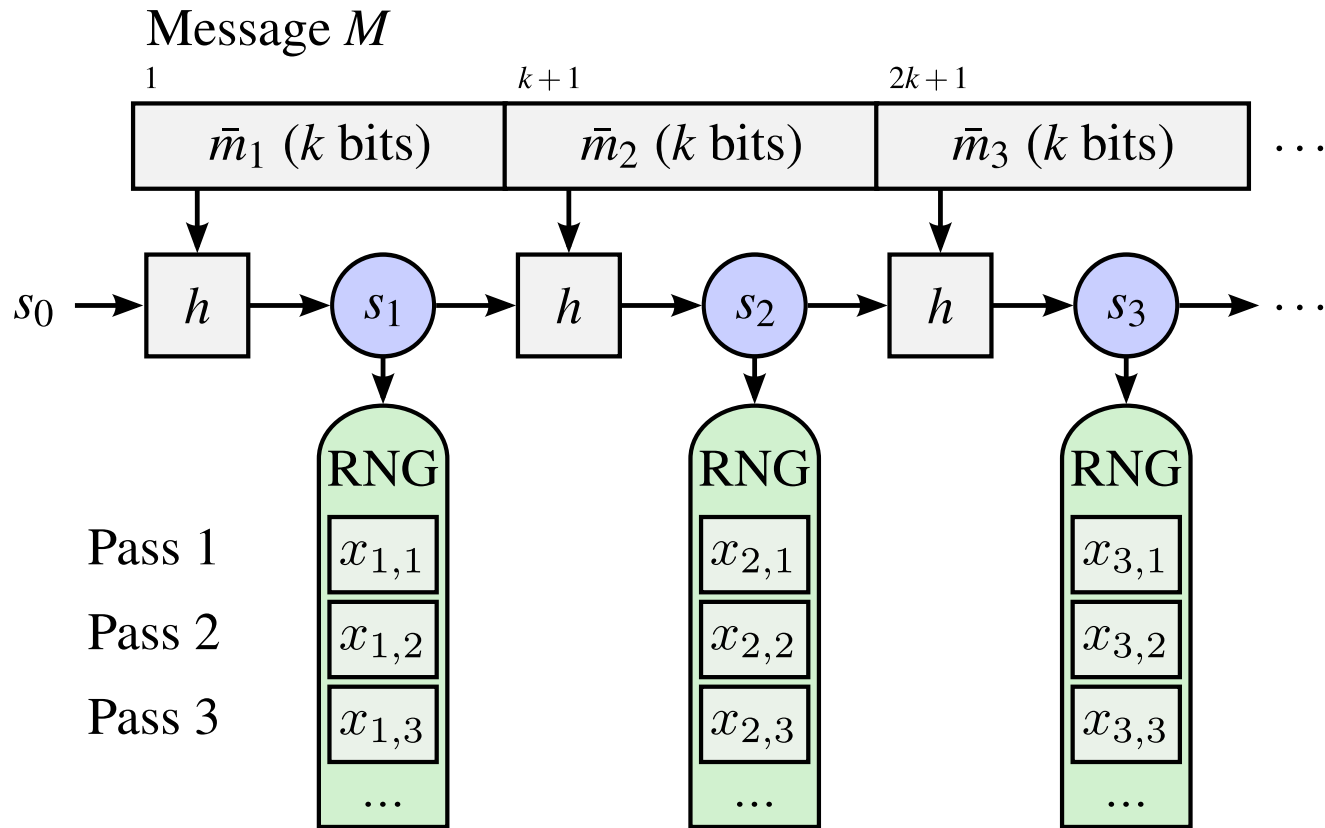 Message M
1 k+1 2k+1
m̄₁ (k bits) m̄₂ (k bits) m̄₃ (k bits) ...
s₀ h s₁ h s₂ h s₃ ...
RNG RNG RNG
Pass 1 x₁,₁ x₂,₁ x₃,₁
Pass 2 x₁,₂ x₂,₂ x₃,₂
Pass 3 x₁,₃ x₂,₃ x₃,₃
... ... ...